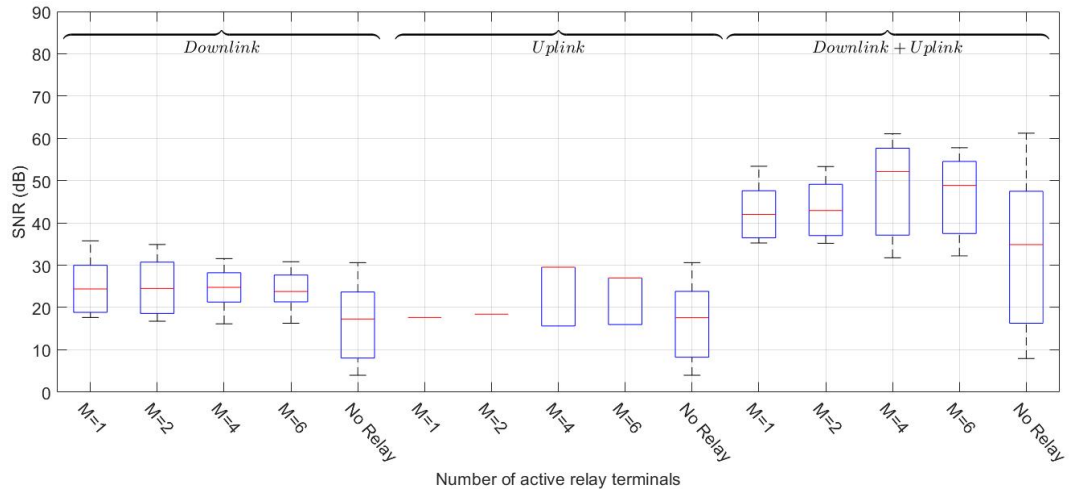 90
80
70
60
50
40
30
20
10
0
SNR (dB)
Downlink
Uplink
Downlink + Uplink
M=1
M=2
M=4
M=6
No Relay
M=1
M=2
M=4
M=6
No Relay
M=1
M=2
M=4
M=6
No Relay
Number of active relay terminals